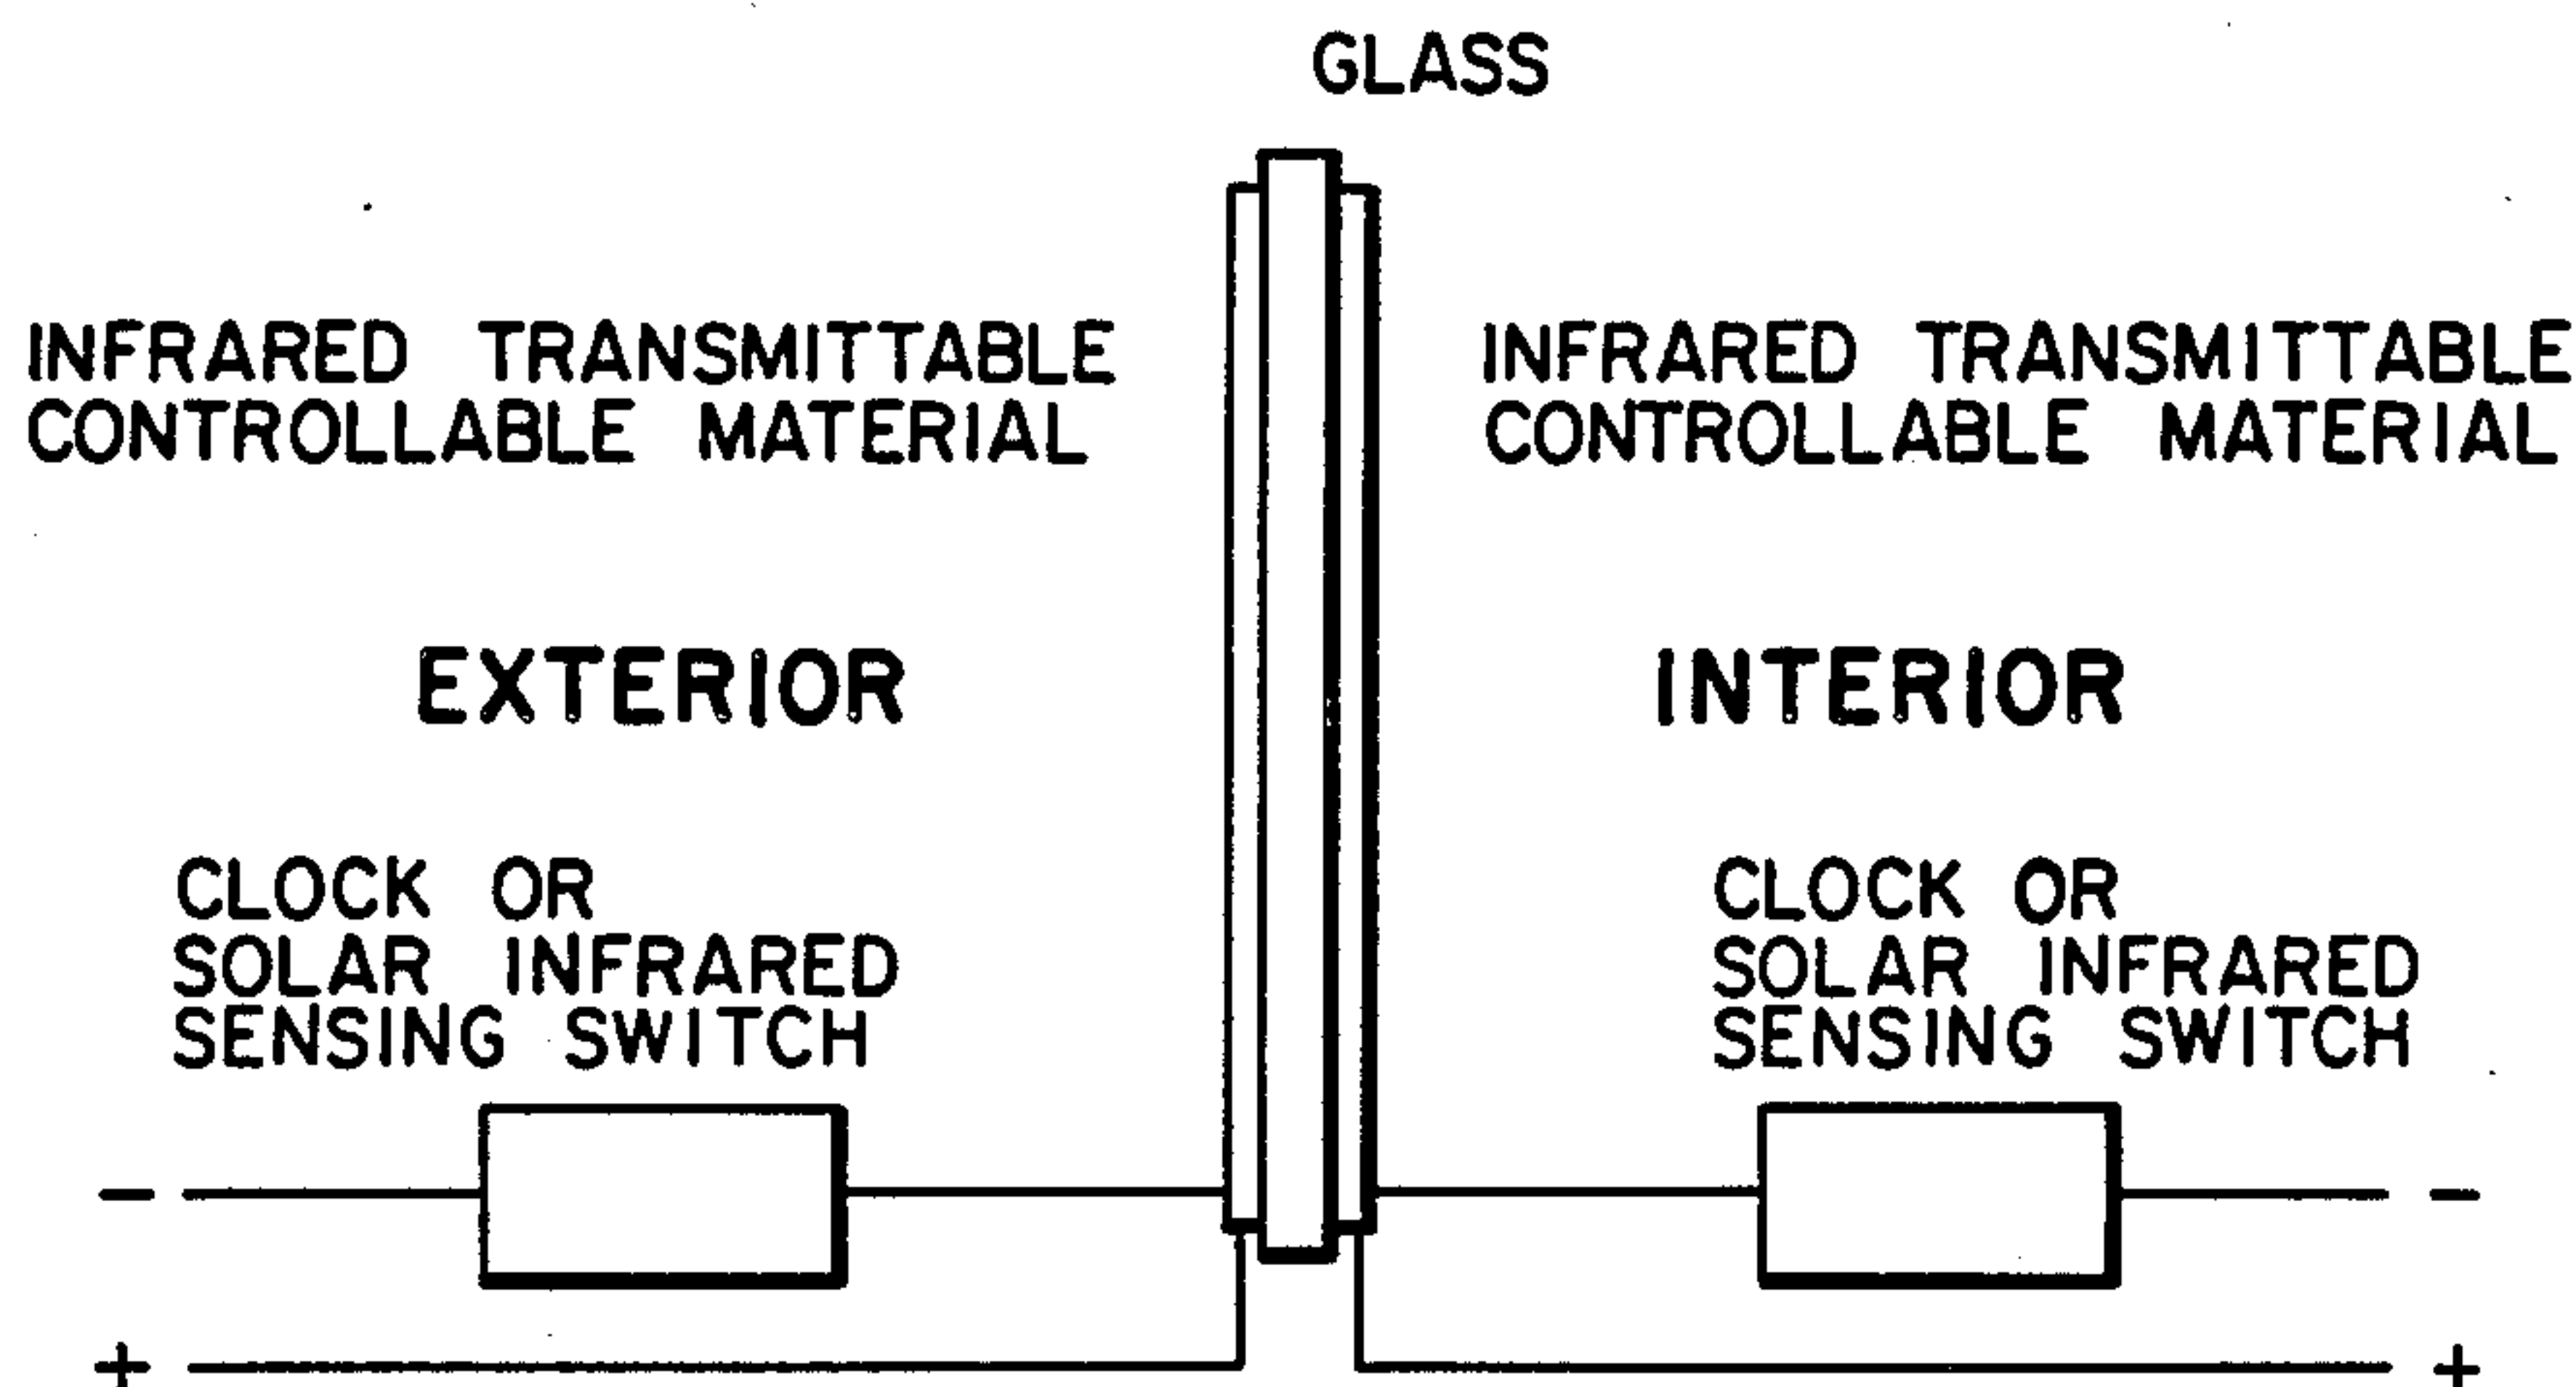 GLASS
INFRARED TRANSMITTABLE
CONTROLLABLE MATERIAL
INFRARED TRANSMITTABLE
CONTROLLABLE MATERIAL
EXTERIOR
INTERIOR
CLOCK OR
SOLAR INFRARED
SENSING SWITCH
CLOCK OR
SOLAR INFRARED
SENSING SWITCH
− −
+ +